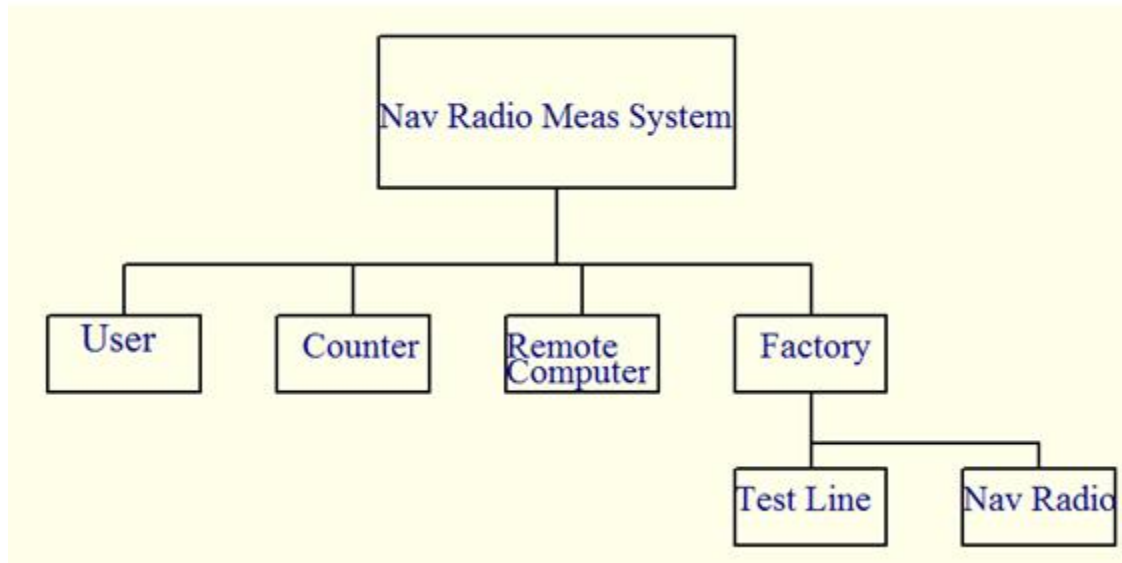 Nav Radio Meas System
User
Counter
Remote
Computer
Factory
Test Line
Nav Radio